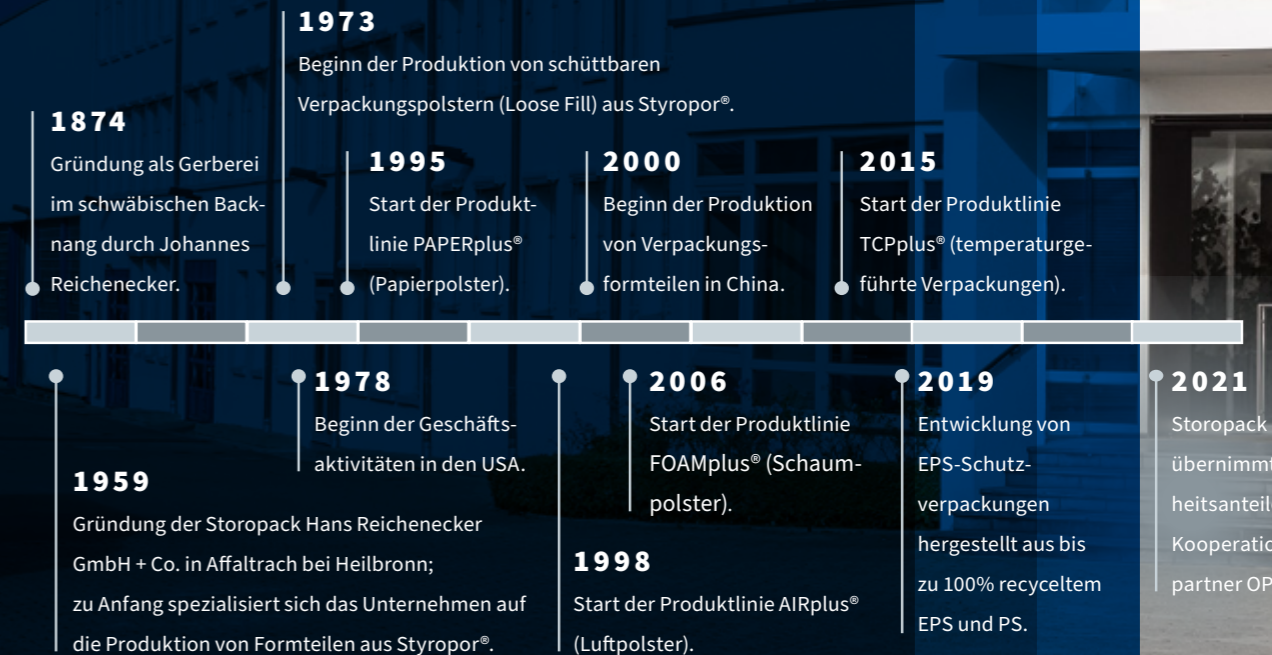 1973
Beginn der Produktion von schüttbaren
Verpackungspolstern (Loose Fill) aus Styropor®.
1874
Gründung als Gerberei
im schwäbischen Back-
nang durch Johannes
Reichenecker.
1995
Start der Produkt-
linie PAPERplus®
(Papierpolster).
2000
Beginn der Produktion
von Verpackungs-
formteilen in China.
2015
Start der Produktlinie
TCPplus® (temperaturge-
führte Verpackungen).
1959
Gründung der Storopack Hans Reichenecker
GmbH + Co. in Affaltrach bei Heilbronn;
zu Anfang spezialisiert sich das Unternehmen auf
die Produktion von Formteilen aus Styropor®.
1978
Beginn der Geschäfts-
aktivitäten in den USA.
1998
Start der Produktlinie AIRplus®
(Luftpolster).
2006
Start der Produktlinie
FOAMplus® (Schaum-
polster).
2019
Entwicklung von
EPS-Schutz-
verpackungen
hergestellt aus bis
zu 100% recyceltem
EPS und PS.
2021
Storopack
übernimmt
heitsanteil
Kooperatio
partner OP